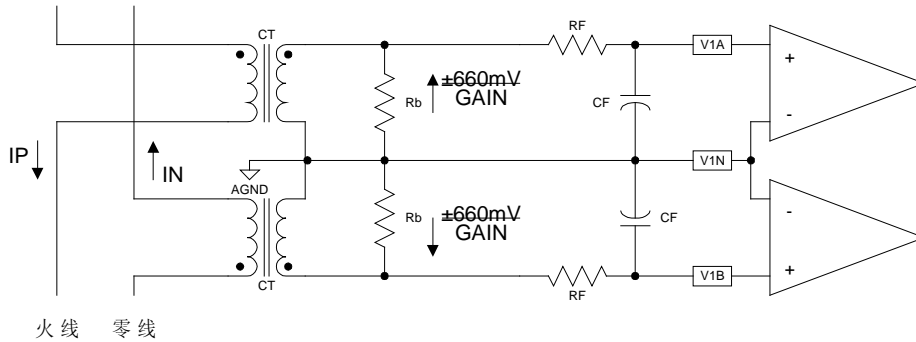 CT
RF
V1A
+
±660mV
GAIN
Rb
CF
-
IP
IN
V1N
AGND
±660mV
GAIN
Rb
CF
-
+
V1B
CT
RF
火线 零线